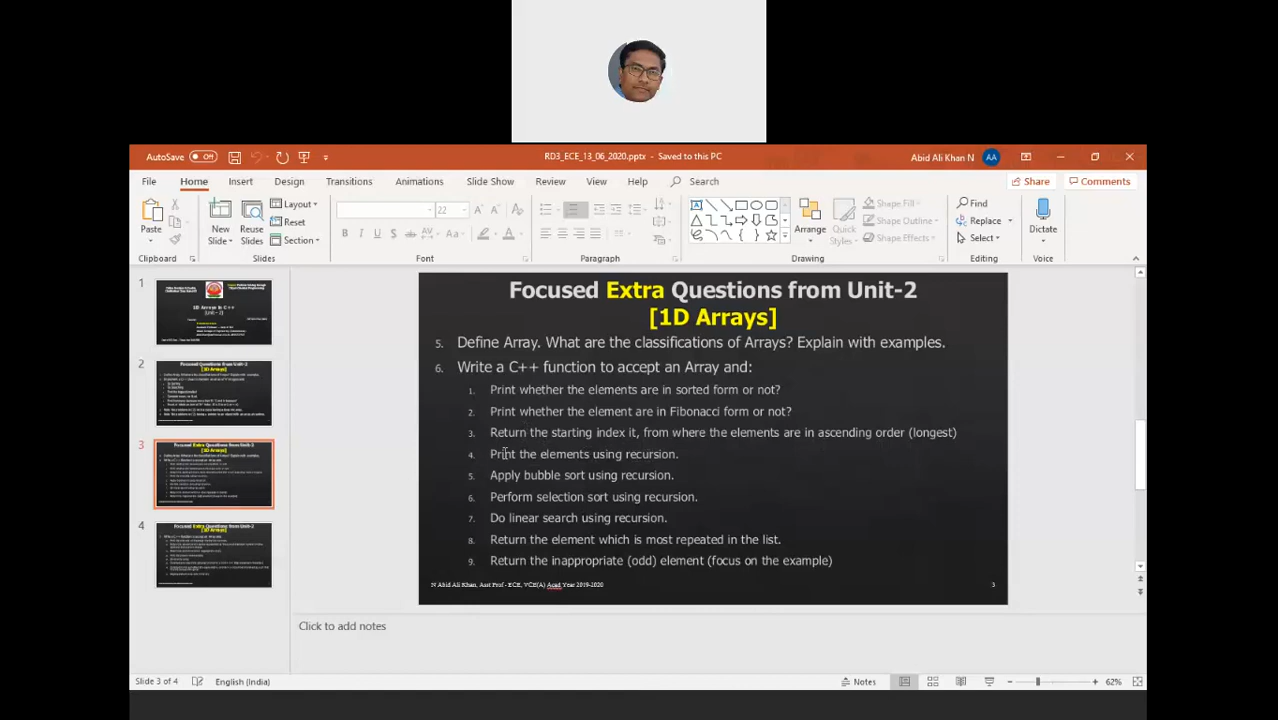 AutoSave Off
RD3_ECE_13_06_2020.pptx - Saved to this PC
Abid Ali Khan N AA
File Home Insert Design Transitions Animations Slide Show Review View Help Search Share Comments
Paste
New Slide
Reuse Slides
Layout
Reset
Section
22
Arrange
Quick Styles
Shape Fill
Shape Outline
Shape Effects
Find
Replace
Select
Dictate
Clipboard Slides Font Paragraph Drawing Editing Voice
1
2
3
4
Focused Extra Questions from Unit-2
[1D Arrays]
5. Define Array. What are the classifications of Arrays? Explain with examples.
6. Write a C++ function to accept an Array and:
1. Print whether the elements are in sorted form or not?
2. Print whether the element are in Fibonacci form or not?
3. Return the starting index it, from where the elements are in ascending order (longest)
4. Print the elements using recursion.
5. Apply bubble sort using recursion.
6. Perform selection sort using recursion.
7. Do linear search using recursion.
8. Return the element which is most repeated in the list.
9. Return the inappropriate (odd) element (focus on the example)
N Abid Ali Khan, Asst Prof - ECE, VCE(A) Acad Year 2019-2020
3
Click to add notes
Slide 3 of 4 English (India) Notes 62%